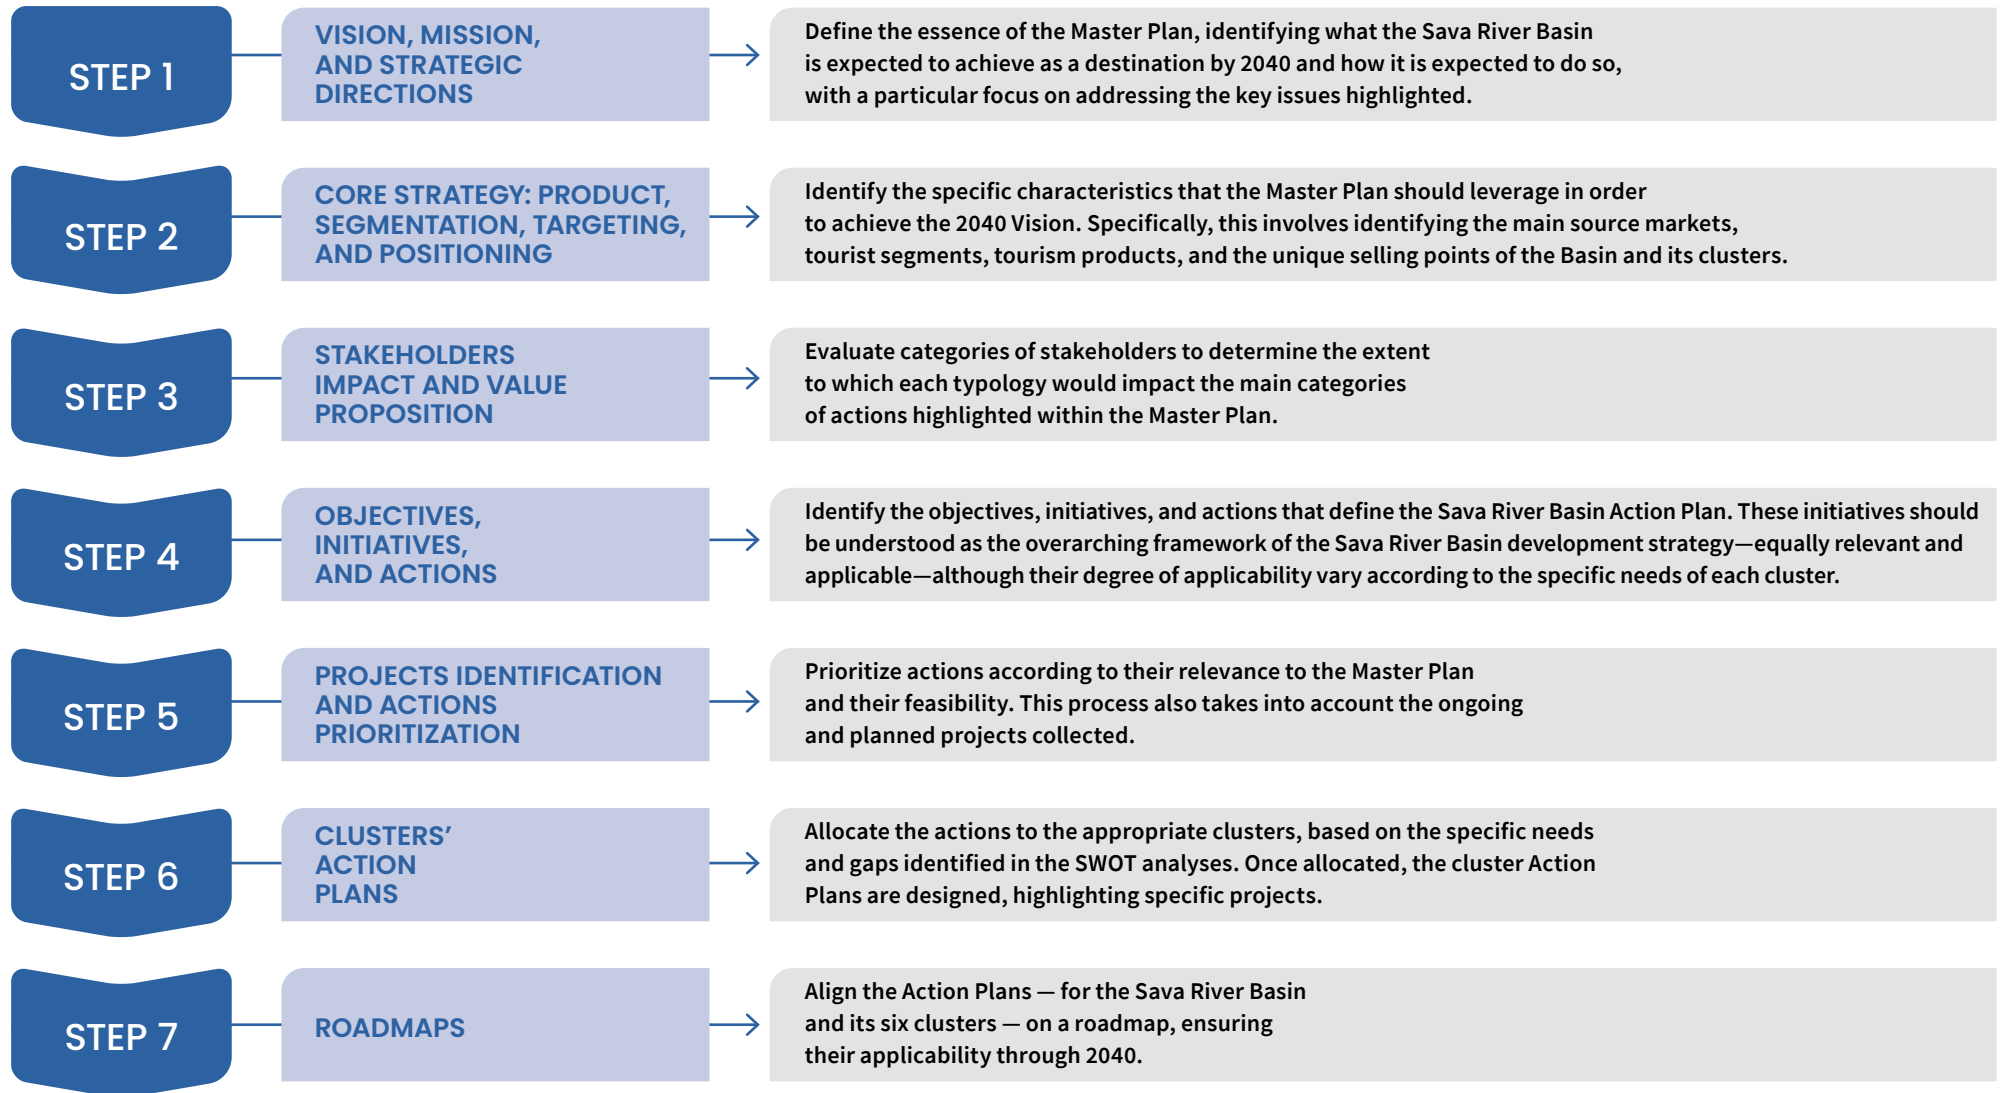 STEP 1
VISION, MISSION,
AND STRATEGIC
DIRECTIONS
Define the essence of the Master Plan, identifying what the Sava River Basin
is expected to achieve as a destination by 2040 and how it is expected to do so,
with a particular focus on addressing the key issues highlighted.
STEP 2
CORE STRATEGY: PRODUCT,
SEGMENTATION, TARGETING,
AND POSITIONING
Identify the specific characteristics that the Master Plan should leverage in order
to achieve the 2040 Vision. Specifically, this involves identifying the main source markets,
tourist segments, tourism products, and the unique selling points of the Basin and its clusters.
STEP 3
STAKEHOLDERS
IMPACT AND VALUE
PROPOSITION
Evaluate categories of stakeholders to determine the extent
to which each typology would impact the main categories
of actions highlighted within the Master Plan.
STEP 4
OBJECTIVES,
INITIATIVES,
AND ACTIONS
Identify the objectives, initiatives, and actions that define the Sava River Basin Action Plan. These initiatives should
be understood as the overarching framework of the Sava River Basin development strategy—equally relevant and
applicable—although their degree of applicability vary according to the specific needs of each cluster.
STEP 5
PROJECTS IDENTIFICATION
AND ACTIONS
PRIORITIZATION
Prioritize actions according to their relevance to the Master Plan
and their feasibility. This process also takes into account the ongoing
and planned projects collected.
STEP 6
CLUSTERS’
ACTION
PLANS
Allocate the actions to the appropriate clusters, based on the specific needs
and gaps identified in the SWOT analyses. Once allocated, the cluster Action
Plans are designed, highlighting specific projects.
STEP 7
ROADMAPS
Align the Action Plans — for the Sava River Basin
and its six clusters — on a roadmap, ensuring
their applicability through 2040.